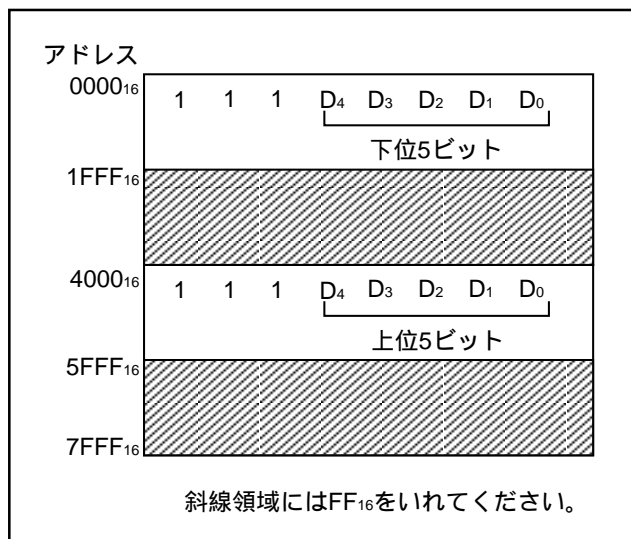 アドレス
0000₁₆
1 1 1 D₄ D₃ D₂ D₁ D₀
下位5ビット
1FFF₁₆
4000₁₆
1 1 1 D₄ D₃ D₂ D₁ D₀
上位5ビット
5FFF₁₆
7FFF₁₆
斜線領域にはFF₁₆をいれてください。